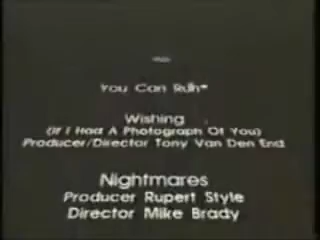 You Can Run
Wishing
(If I Had A Photograph Of You)
Producer/Director Tony Van Den End
Nightmares
Producer Rupert Style
Director Mike Brady